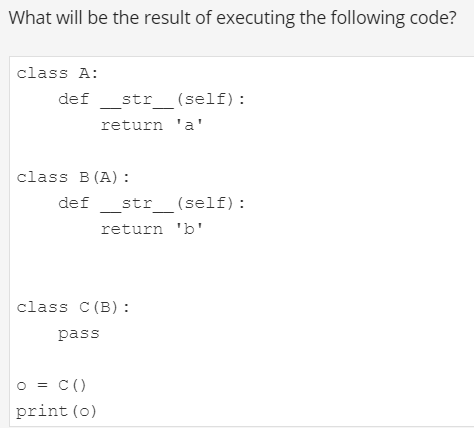 What will be the result of executing the following code?
class A:
    def __str__(self):
        return 'a'
class B(A):
    def __str__(self):
        return 'b'
class C(B):
    pass
o = C()
print(o)